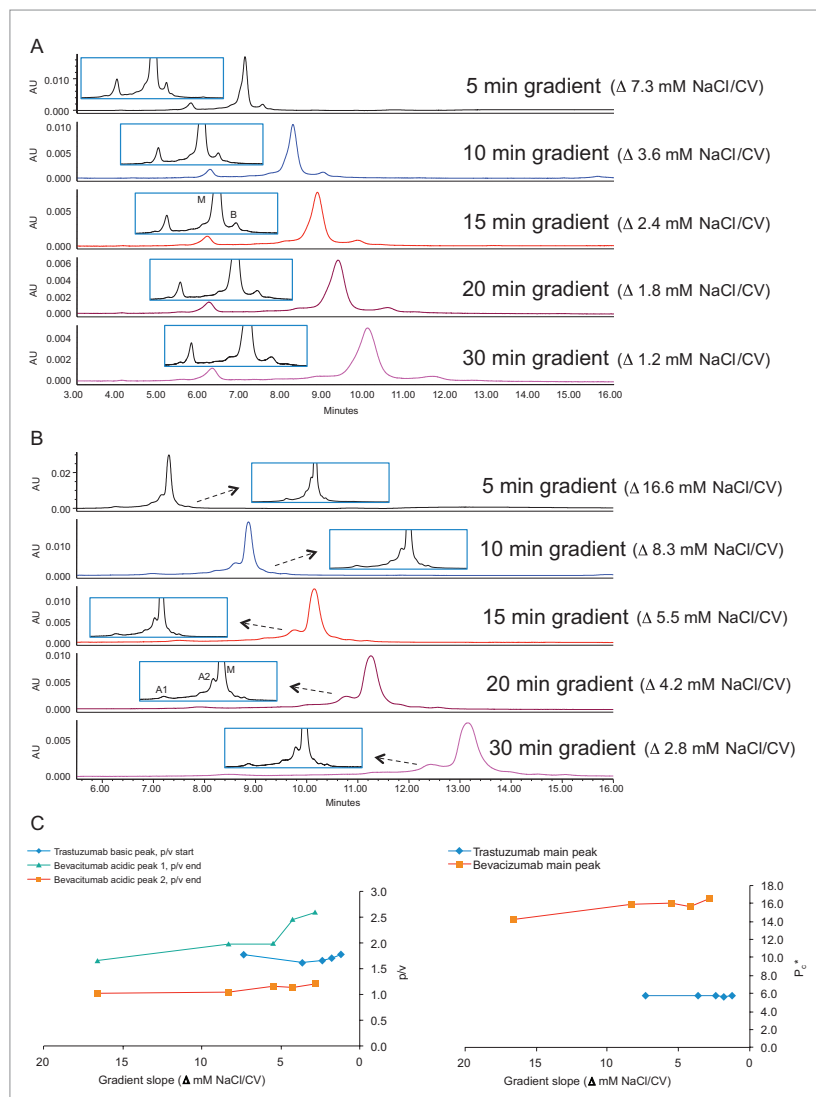 A
0.010
0.000
AU
5 min gradient (Δ 7.3 mM NaCl/CV)
0.010
0.005
0.000
AU
10 min gradient (Δ 3.6 mM NaCl/CV)
0.005
0.000
AU
M
B
15 min gradient (Δ 2.4 mM NaCl/CV)
0.006
0.004
0.002
0.000
AU
20 min gradient (Δ 1.8 mM NaCl/CV)
0.004
0.002
0.000
AU
30 min gradient (Δ 1.2 mM NaCl/CV)
3.00 4.00 5.00 6.00 7.00 8.00 9.00 10.00 11.00 12.00 13.00 14.00 15.00 16.00
Minutes
B
0.02
0.00
AU
5 min gradient (Δ 16.6 mM NaCl/CV)
0.010
0.000
AU
10 min gradient (Δ 8.3 mM NaCl/CV)
0.010
0.005
0.000
AU
15 min gradient (Δ 5.5 mM NaCl/CV)
0.010
0.005
0.000
AU
A1
A2
M
20 min gradient (Δ 4.2 mM NaCl/CV)
0.005
0.000
AU
30 min gradient (Δ 2.8 mM NaCl/CV)
6.00 7.00 8.00 9.00 10.00 11.00 12.00 13.00 14.00 15.00 16.00
Minutes
C
Trastuzumab basic peak, p/v start
Bevacitumab acidic peak 1, p/v end
Bevacitumab acidic peak 2, p/v end
3.0
2.5
2.0
1.5
1.0
0.5
0.0
p/v
20 15 10 5 0
Gradient slope (Δ mM NaCl/CV)
Trastuzumab main peak
Bevacizumab main peak
18.0
16.0
14.0
12.0
10.0
8.0
6.0
4.0
2.0
0.0
Pc*
20 15 10 5 0
Gradient slope (Δ mM NaCl/CV)